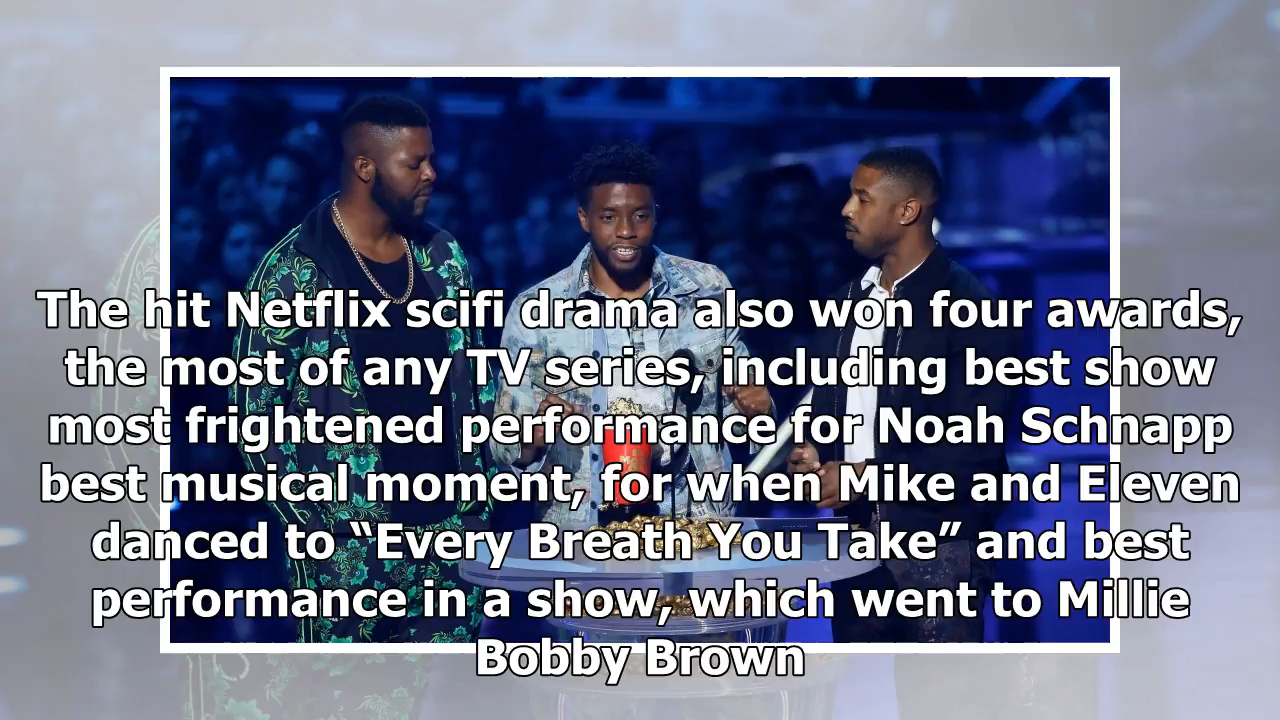 The hit Netflix scifi drama also won four awards,
the most of any TV series, including best show
most frightened performance for Noah Schnapp
best musical moment, for when Mike and Eleven
danced to “Every Breath You Take” and best
performance in a show, which went to Millie
Bobby Brown